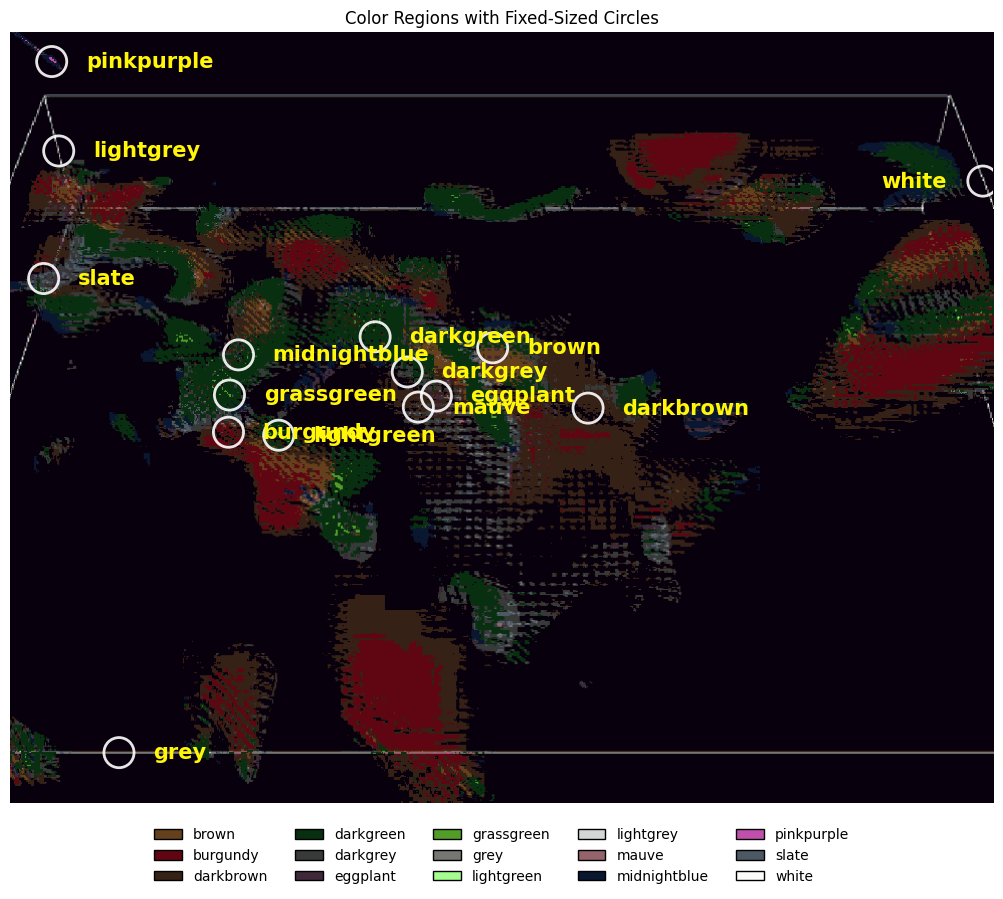 Color Regions with Fixed-Sized Circles
pinkpurple
lightgrey
white
slate
darkgreen
brown
midnightblue
darkgrey
grassgreen
eggplant
mauve
darkbrown
burgundy
lightgreen
grey
brown darkgreen grassgreen lightgrey pinkpurple
burgundy darkgrey grey mauve slate
darkbrown eggplant lightgreen midnightblue white